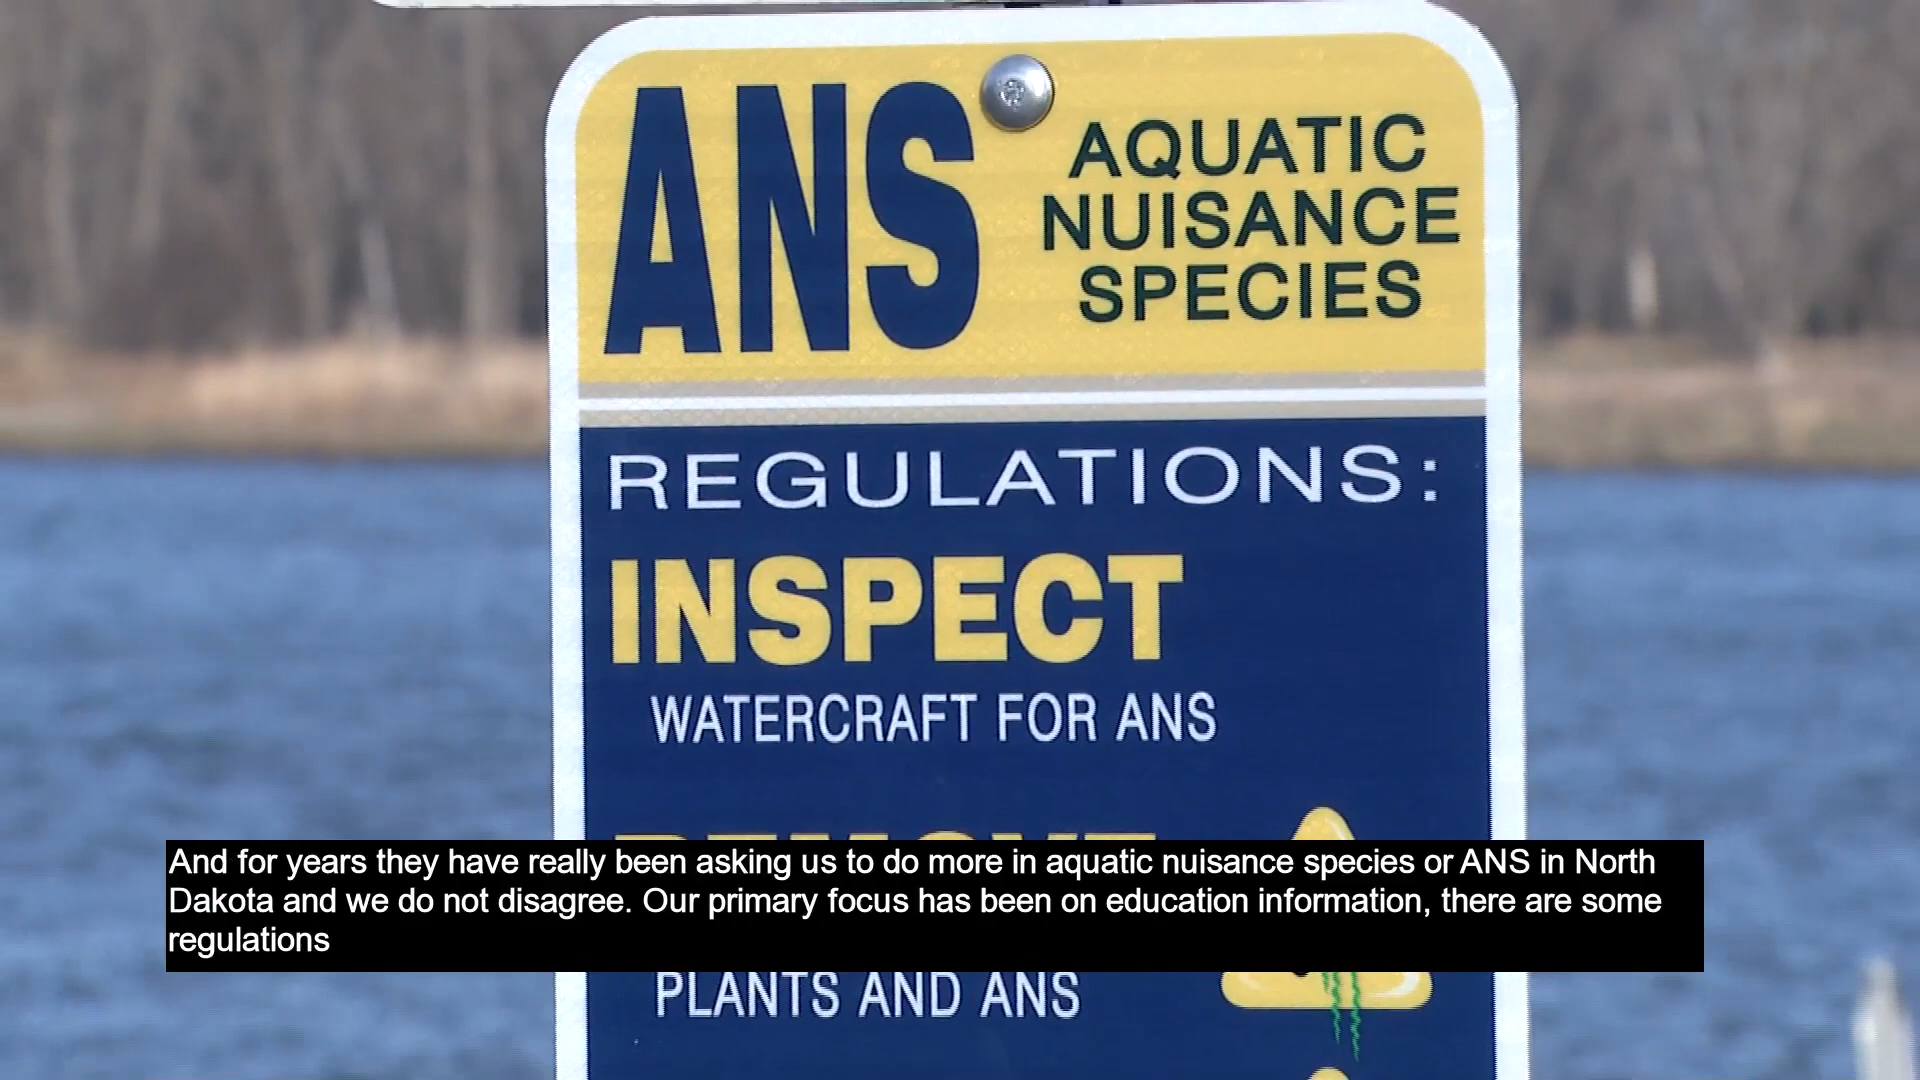 ANS
AQUATIC
NUISANCE
SPECIES
REGULATIONS:
INSPECT
WATERCRAFT FOR ANS
And for years they have really been asking us to do more in aquatic nuisance species or ANS in North
Dakota and we do not disagree. Our primary focus has been on education information, there are some
regulations
PLANTS AND ANS